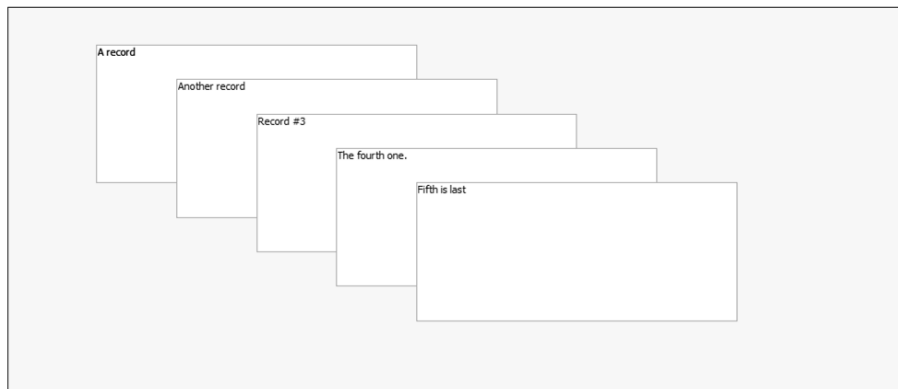 A record
Another record
Record #3
The fourth one.
Fifth is last